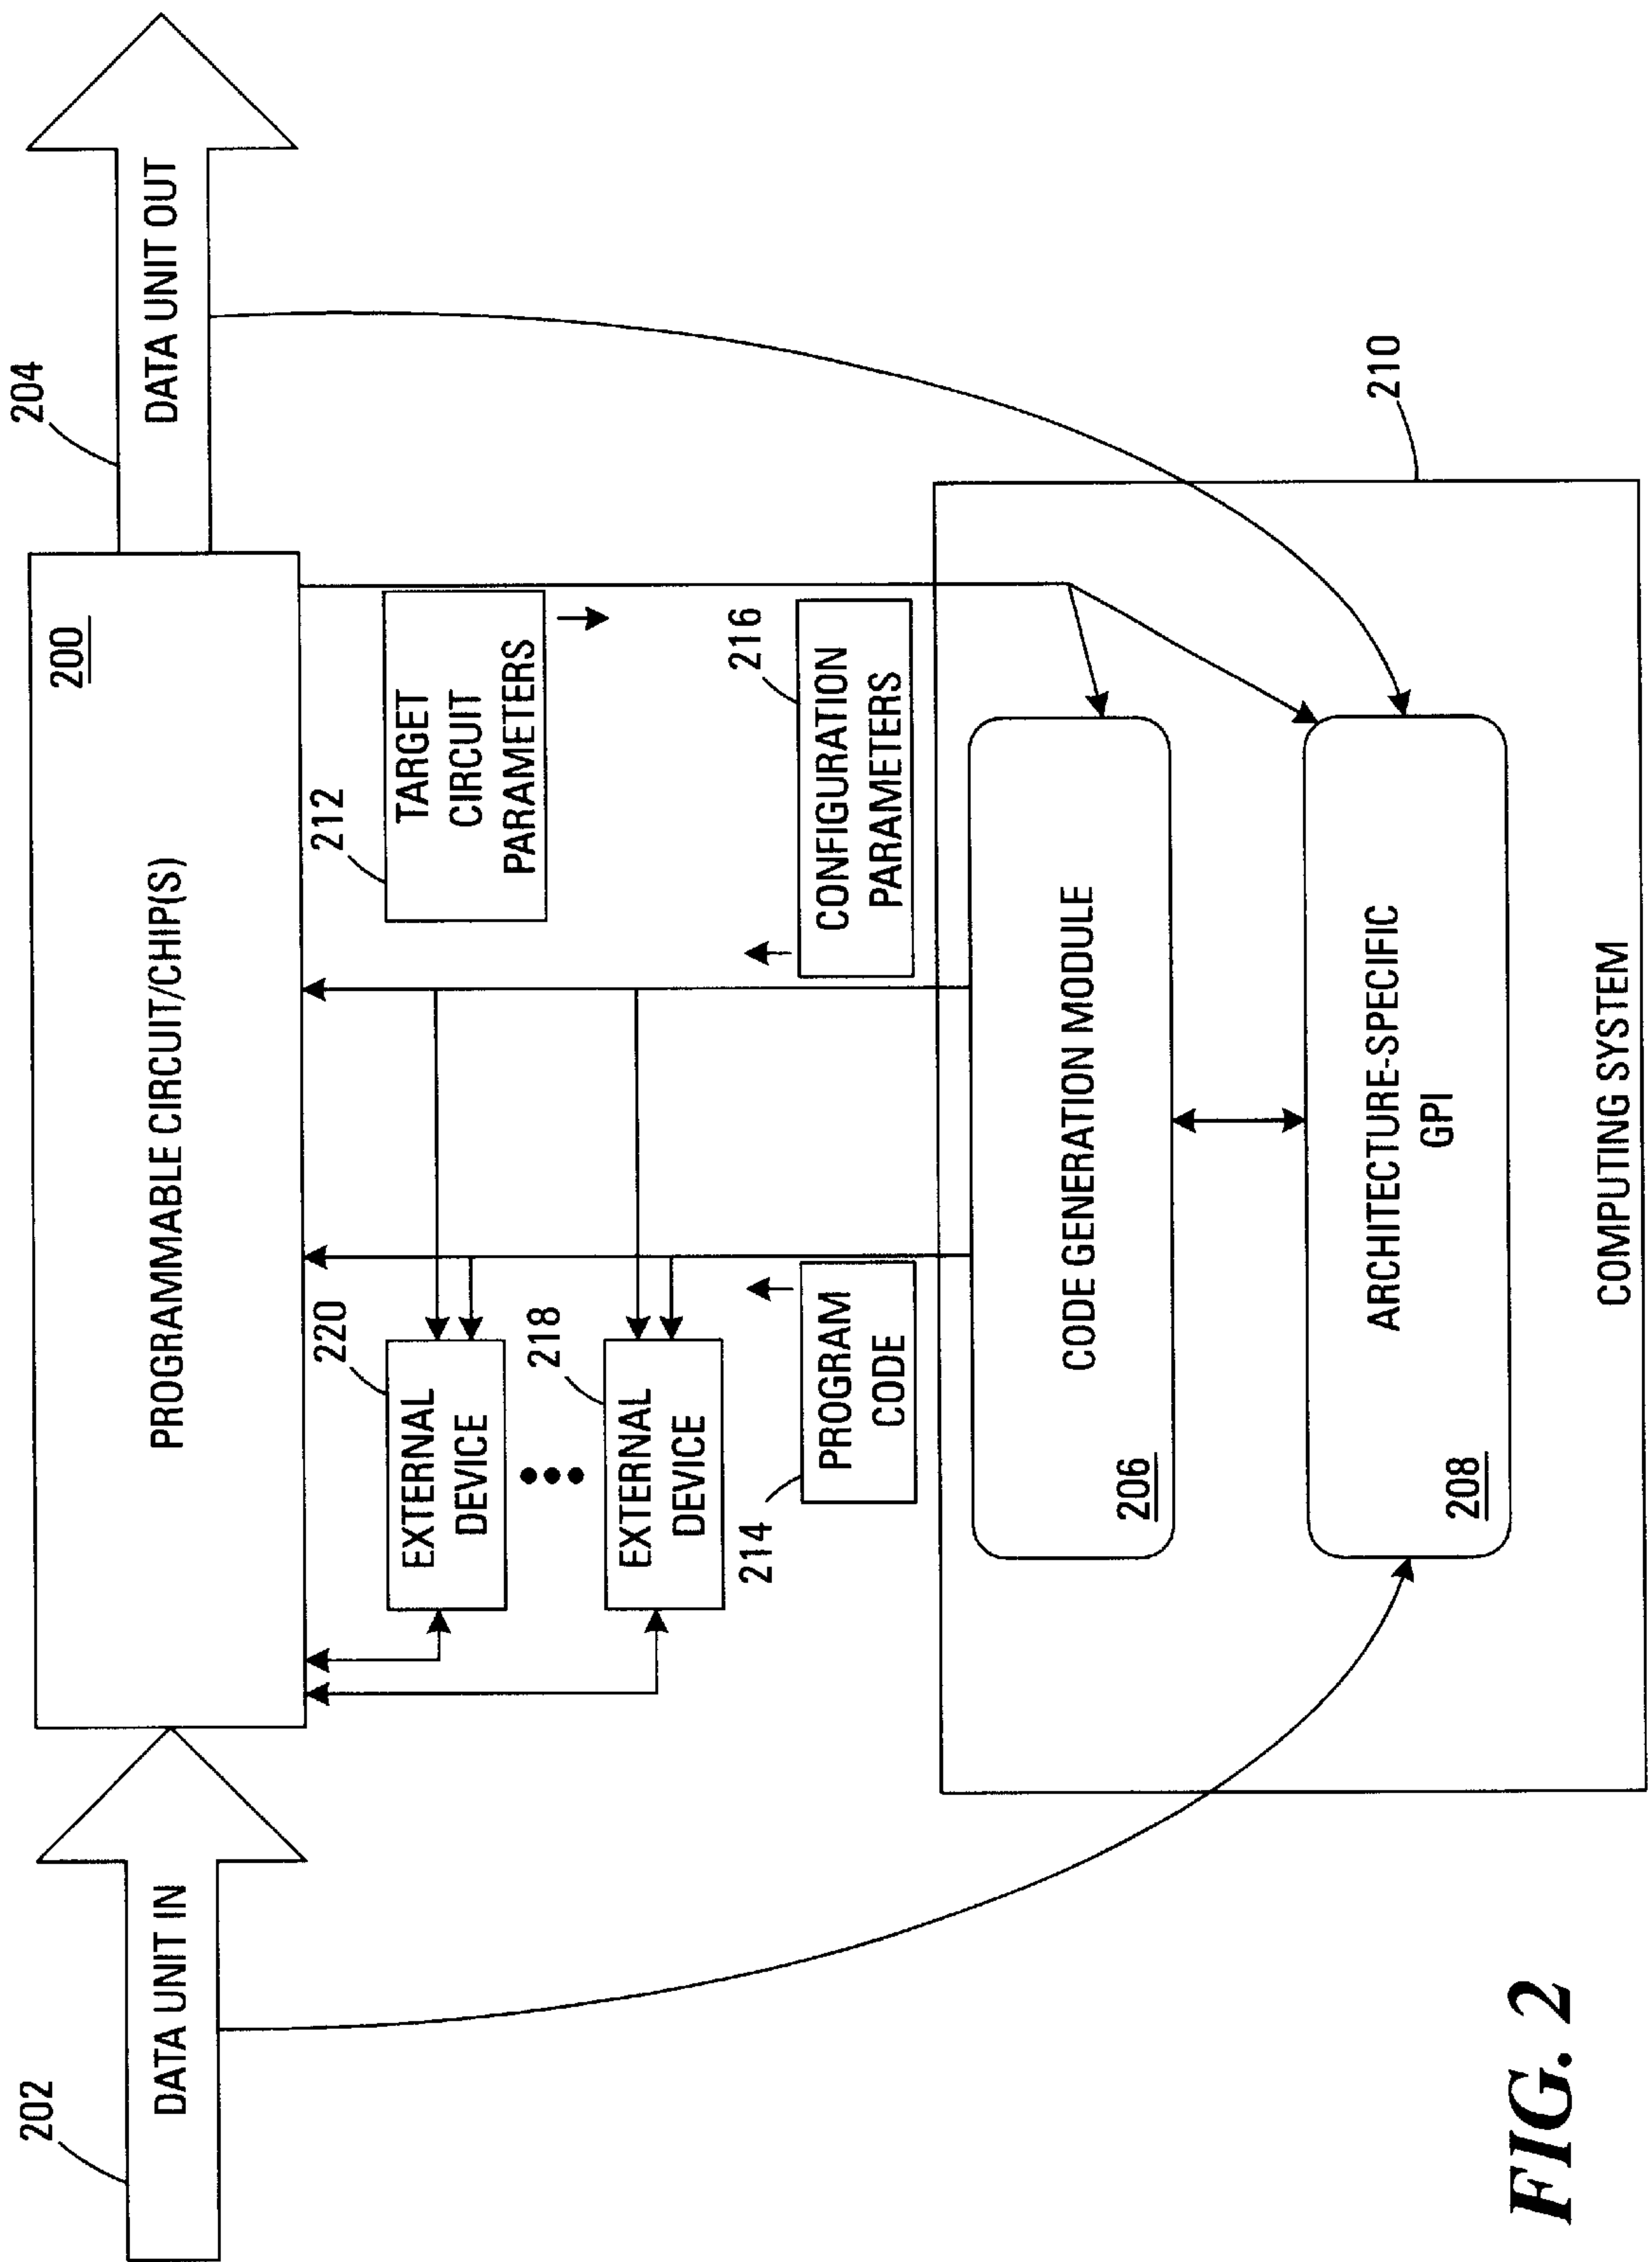 202
DATA UNIT IN
204
DATA UNIT OUT
200
PROGRAMMABLE CIRCUIT/CHIP(S)
220
EXTERNAL
DEVICE
218
EXTERNAL
DEVICE
212
TARGET
CIRCUIT
PARAMETERS
214
PROGRAM
CODE
216
CONFIGURATION
PARAMETERS
210
CODE GENERATION MODULE
206
ARCHITECTURE-SPECIFIC
GPI
208
COMPUTING SYSTEM
FIG. 2